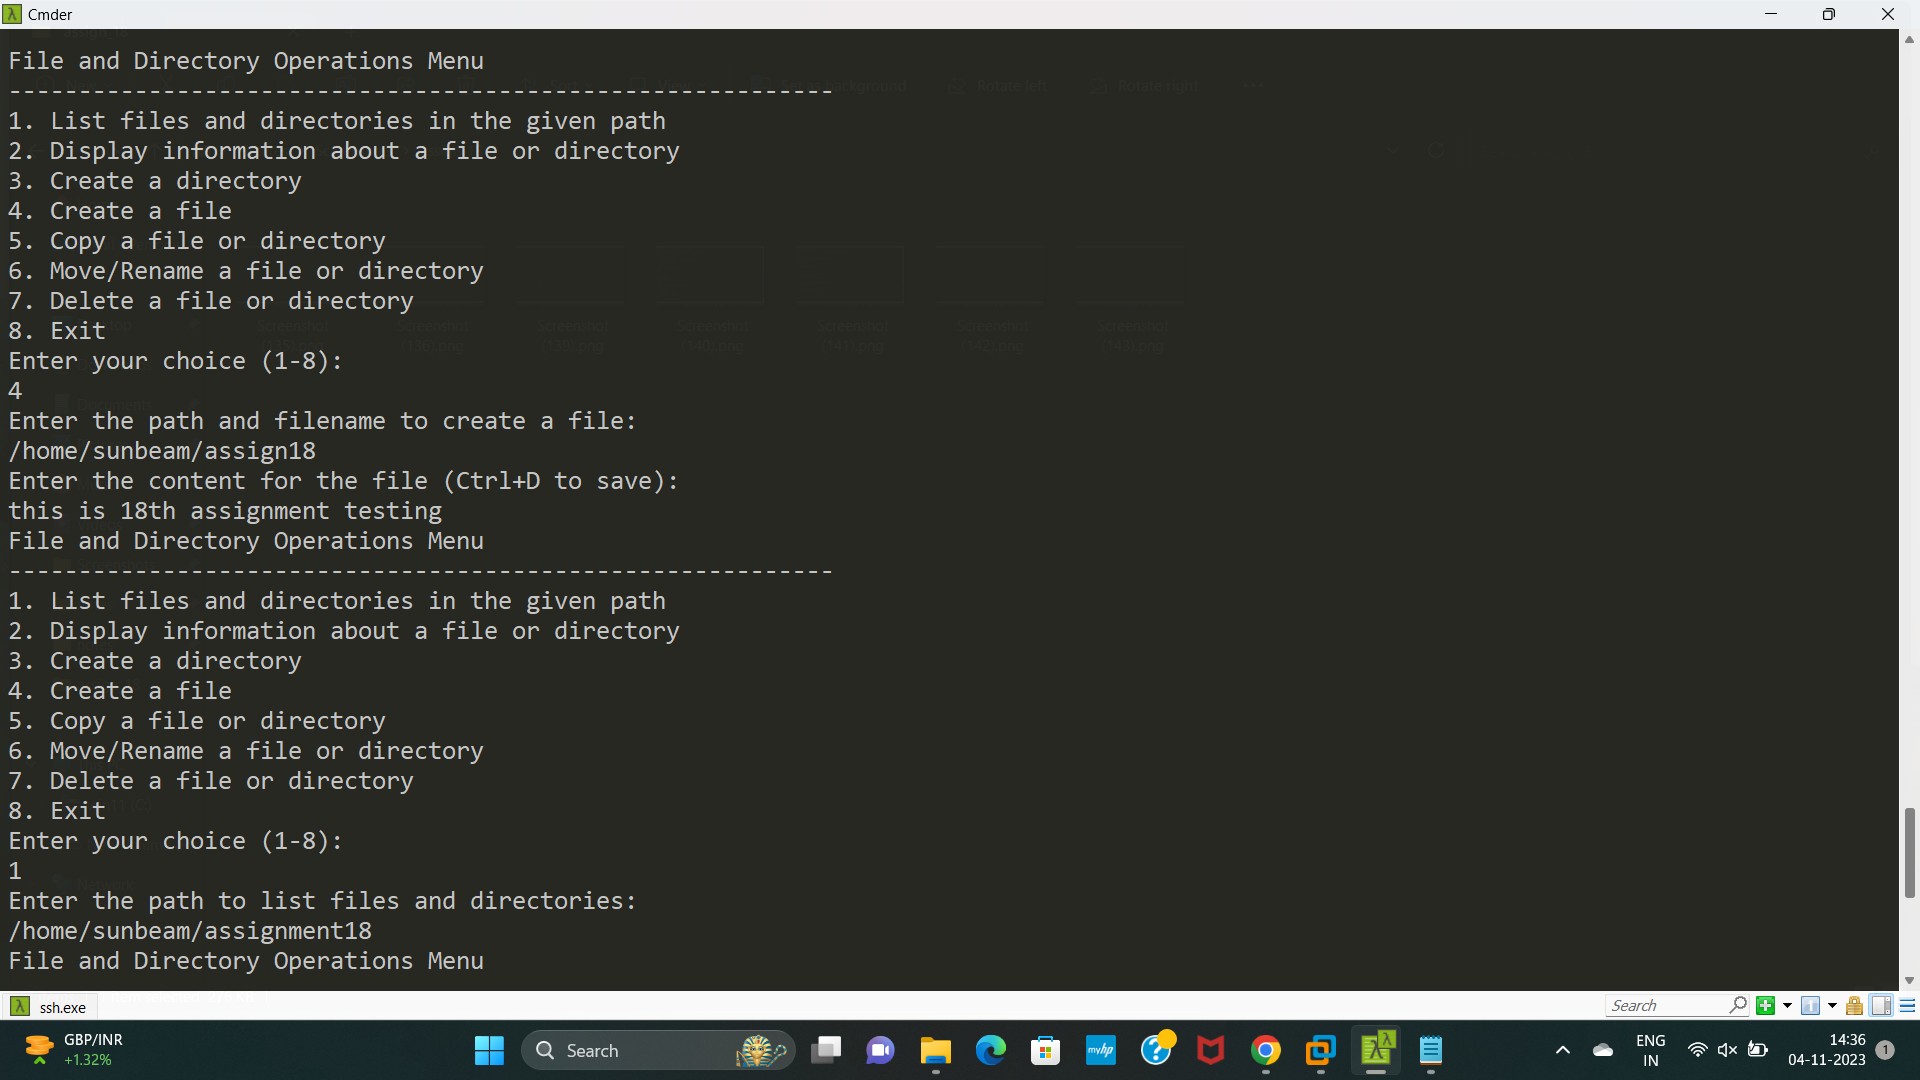 Cmder
File and Directory Operations Menu
-----------------------------------------------------------
1. List files and directories in the given path
2. Display information about a file or directory
3. Create a directory
4. Create a file
5. Copy a file or directory
6. Move/Rename a file or directory
7. Delete a file or directory
8. Exit
Enter your choice (1-8):
4
Enter the path and filename to create a file:
/home/sunbeam/assign18
Enter the content for the file (Ctrl+D to save):
this is 18th assignment testing
File and Directory Operations Menu
-----------------------------------------------------------
1. List files and directories in the given path
2. Display information about a file or directory
3. Create a directory
4. Create a file
5. Copy a file or directory
6. Move/Rename a file or directory
7. Delete a file or directory
8. Exit
Enter your choice (1-8):
1
Enter the path to list files and directories:
/home/sunbeam/assignment18
File and Directory Operations Menu
ssh.exe
Search
GBP/INR
+1.32%
Search
myhp
ENG
IN
14:36
04-11-2023
1